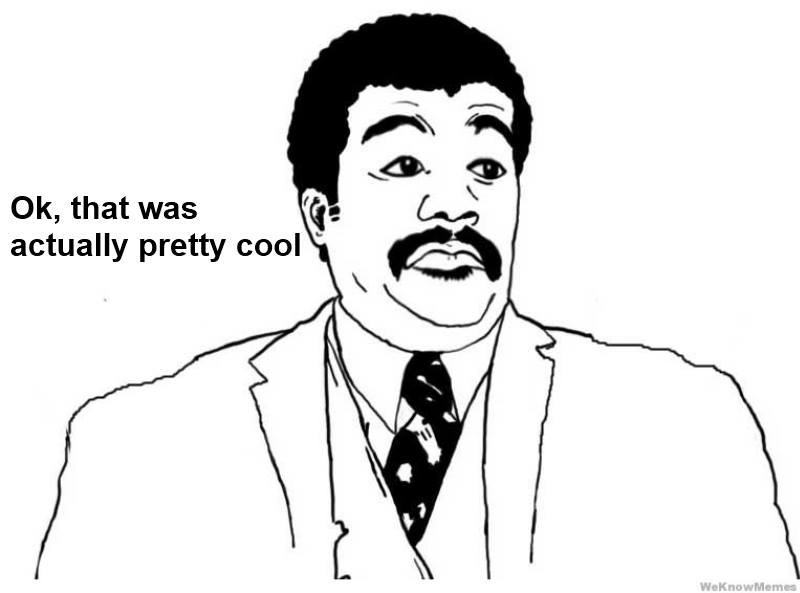 Ok, that was
actually pretty cool
WeKnowMemes